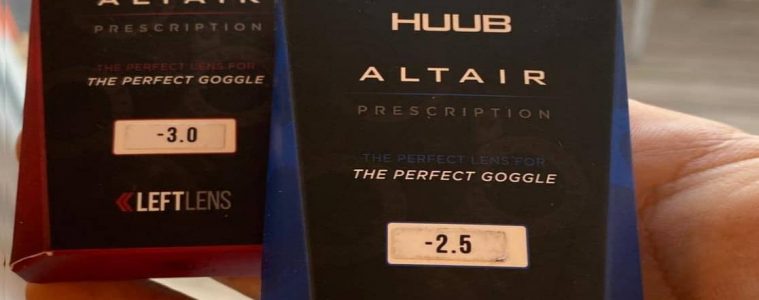 ALTAIR
PRESCRIPTION
THE PERFECT LENS FOR
THE PERFECT GOGGLE
-3.0
LEFTLENS
HUUB
ALTAIR
PRESCRIPTION
THE PERFECT LENS FOR
THE PERFECT GOGGLE
-2.5